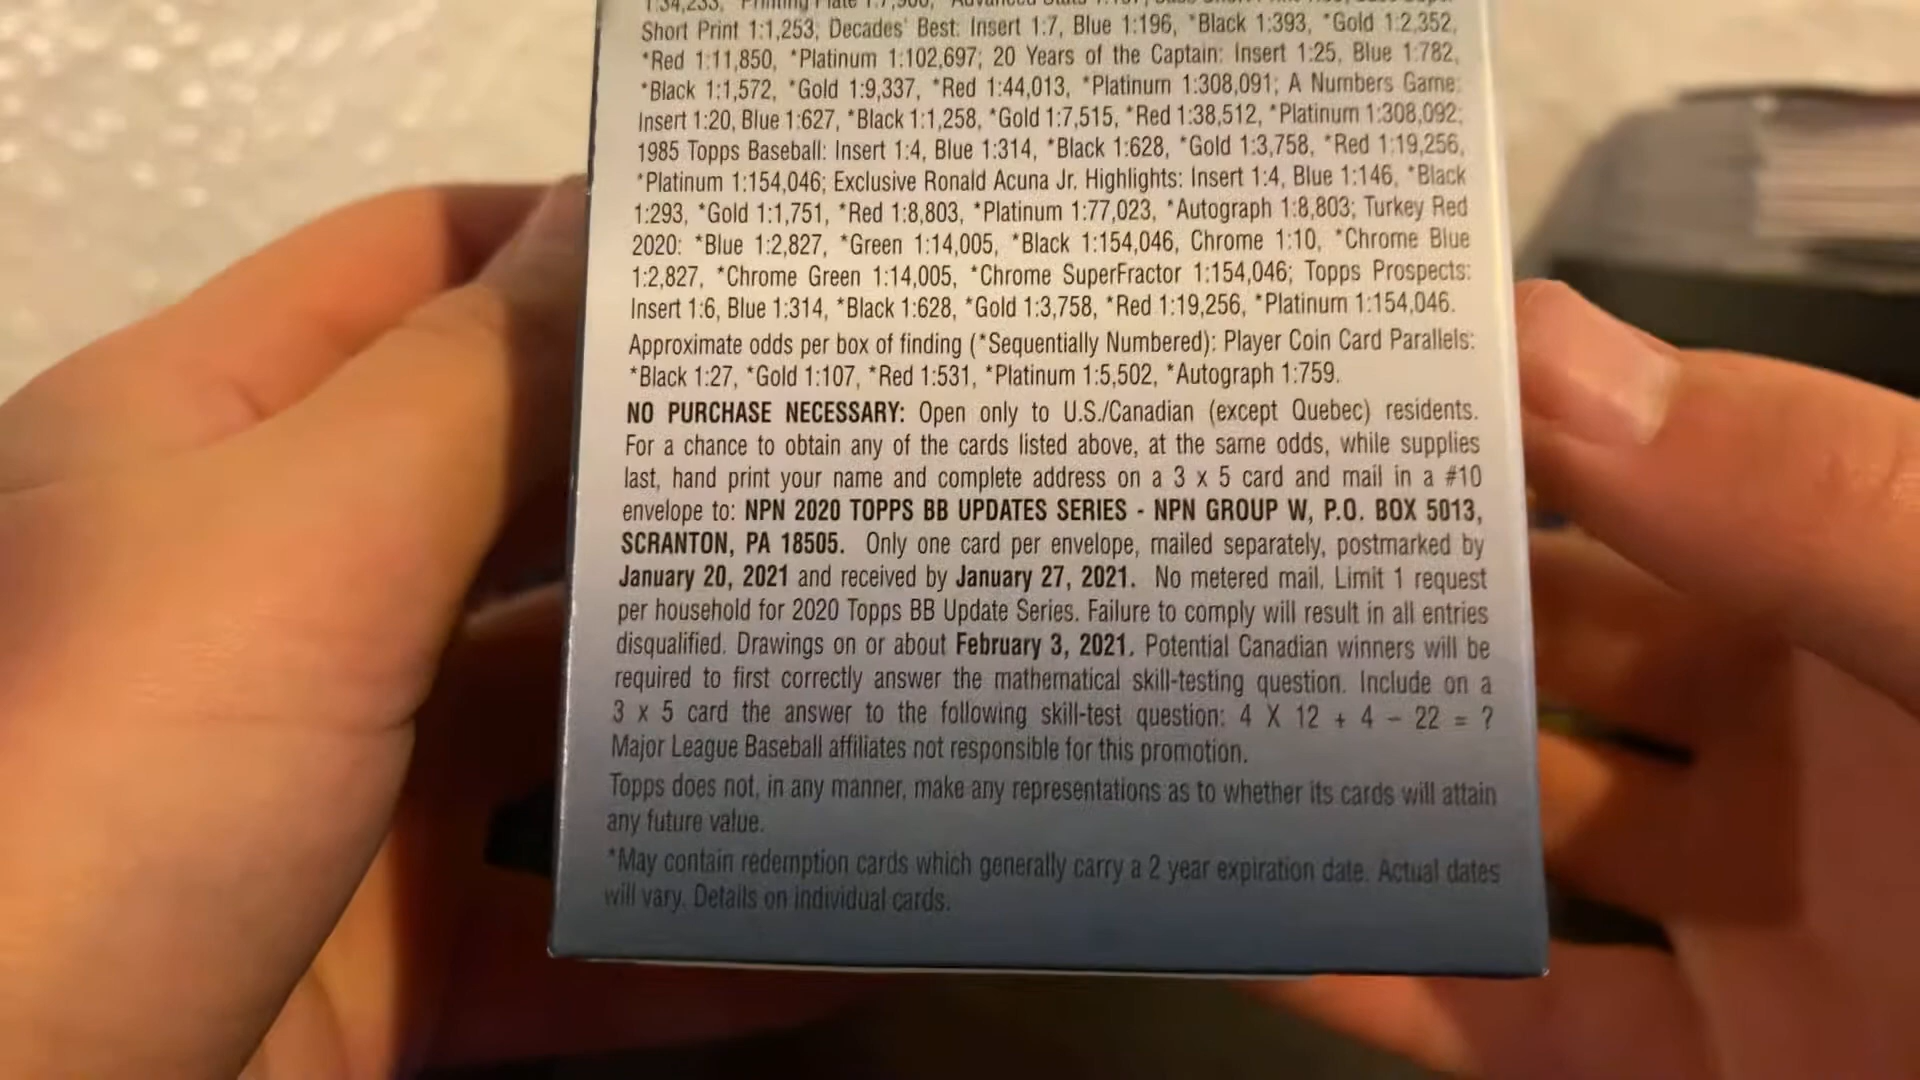 1:34,233, *Printing Plate 1:7,908, *Advanced Stats
Short Print 1:1,253; Decades' Best: Insert 1:7, Blue 1:196, *Black 1:393, *Gold 1:2,352,
*Red 1:11,850, *Platinum 1:102,697; 20 Years of the Captain: Insert 1:25, Blue 1:782,
*Black 1:1,572, *Gold 1:9,337, *Red 1:44,013, *Platinum 1:308,091; A Numbers Game:
Insert 1:20, Blue 1:627, *Black 1:1,258, *Gold 1:7,515, *Red 1:38,512, *Platinum 1:308,092;
1985 Topps Baseball: Insert 1:4, Blue 1:314, *Black 1:628, *Gold 1:3,758, *Red 1:19,256,
*Platinum 1:154,046; Exclusive Ronald Acuna Jr. Highlights: Insert 1:4, Blue 1:146, *Black
1:293, *Gold 1:1,751, *Red 1:8,803, *Platinum 1:77,023, *Autograph 1:8,803; Turkey Red
2020: *Blue 1:2,827, *Green 1:14,005, *Black 1:154,046, Chrome 1:10, *Chrome Blue
1:2,827, *Chrome Green 1:14,005, *Chrome SuperFractor 1:154,046; Topps Prospects:
Insert 1:6, Blue 1:314, *Black 1:628, *Gold 1:3,758, *Red 1:19,256, *Platinum 1:154,046.
Approximate odds per box of finding (*Sequentially Numbered): Player Coin Card Parallels:
*Black 1:27, *Gold 1:107, *Red 1:531, *Platinum 1:5,502, *Autograph 1:759.
NO PURCHASE NECESSARY: Open only to U.S./Canadian (except Quebec) residents.
For a chance to obtain any of the cards listed above, at the same odds, while supplies
last, hand print your name and complete address on a 3 x 5 card and mail in a #10
envelope to: NPN 2020 TOPPS BB UPDATES SERIES - NPN GROUP W, P.O. BOX 5013,
SCRANTON, PA 18505. Only one card per envelope, mailed separately, postmarked by
January 20, 2021 and received by January 27, 2021. No metered mail. Limit 1 request
per household for 2020 Topps BB Update Series. Failure to comply will result in all entries
disqualified. Drawings on or about February 3, 2021. Potential Canadian winners will be
required to first correctly answer the mathematical skill-testing question. Include on a
3 x 5 card the answer to the following skill-test question: 4 X 12 + 4 – 22 = ?
Major League Baseball affiliates not responsible for this promotion.
Topps does not, in any manner, make any representations as to whether its cards will attain
any future value.
*May contain redemption cards which generally carry a 2 year expiration date. Actual dates
will vary. Details on individual cards.